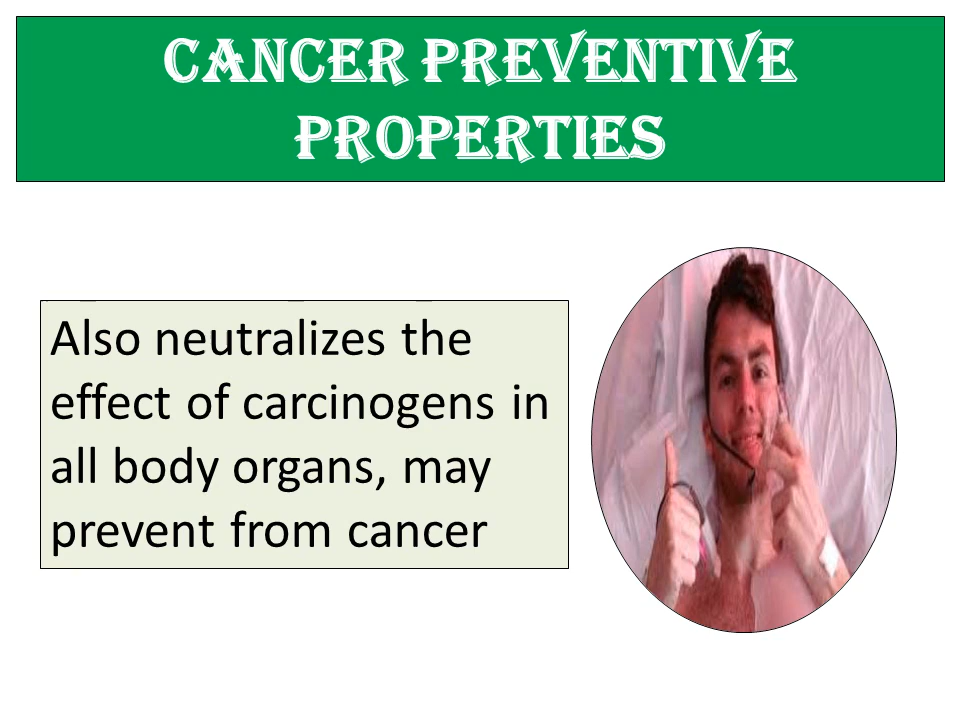 CANCER PREVENTIVE
PROPERTIES
Also neutralizes the
effect of carcinogens in
all body organs, may
prevent from cancer